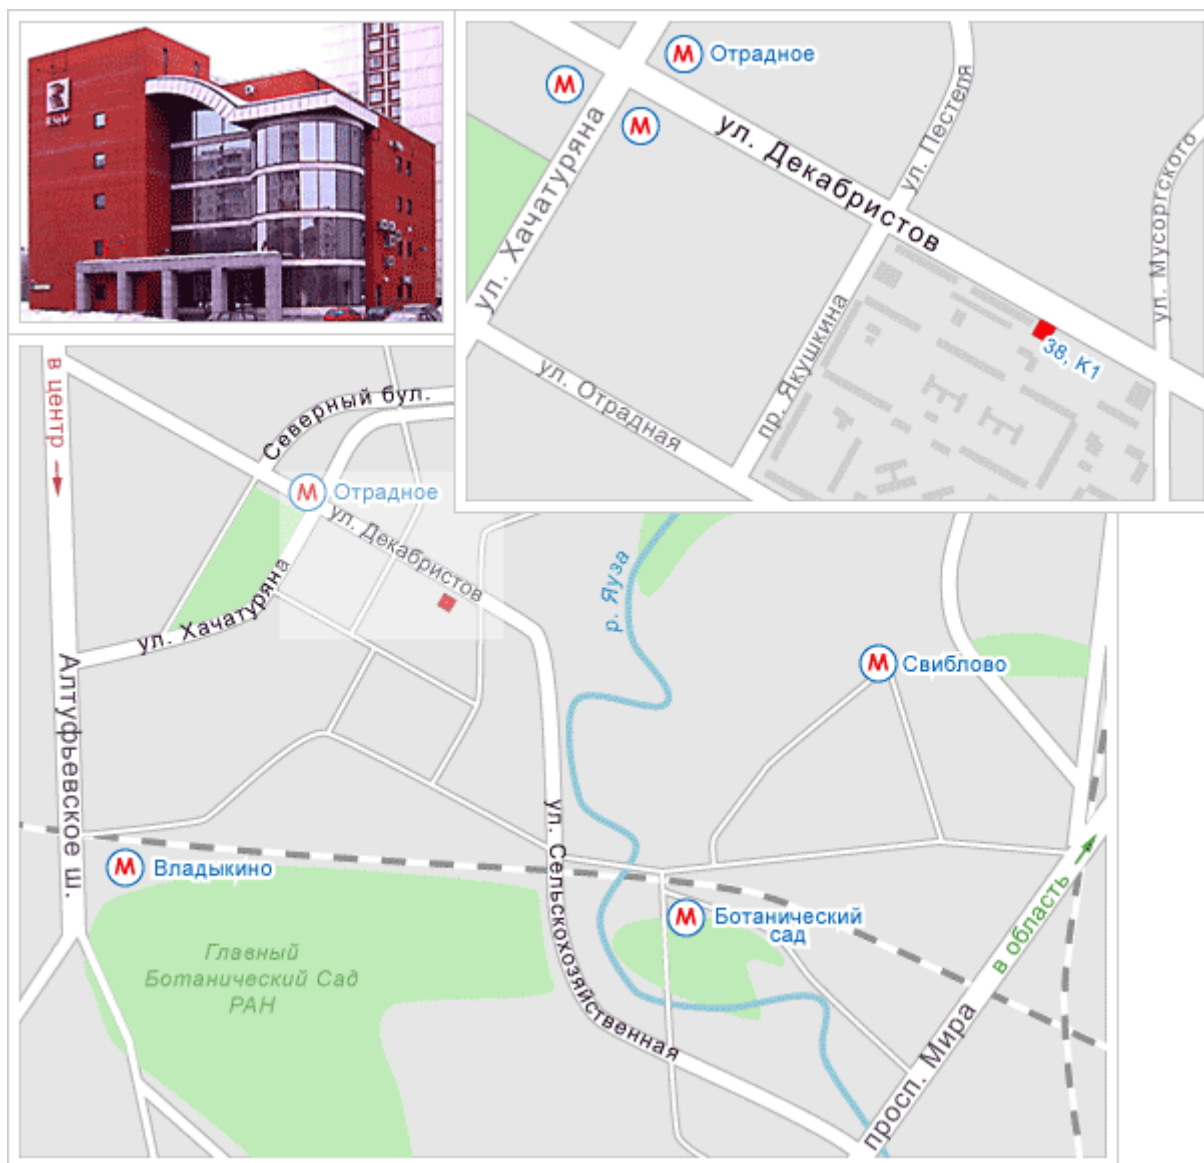 М
Отрадное
М
М
ул. Декабристов
ул. Пестеля
ул. Мусоргского
ул. Хачатуряна
пр. Якушкина
38, К1
ул. Отрадная
в центр
Северный бул.
М
Отрадное
ул. Декабристов
ул. Хачатуряна
р. Яуза
М
Свиблово
Алтуфьевское ш.
ул. Сельскохозяйственная
М
Владыкино
М
Ботанический
сад
в область
Главный
Ботанический Сад
РАН
просп. Мира